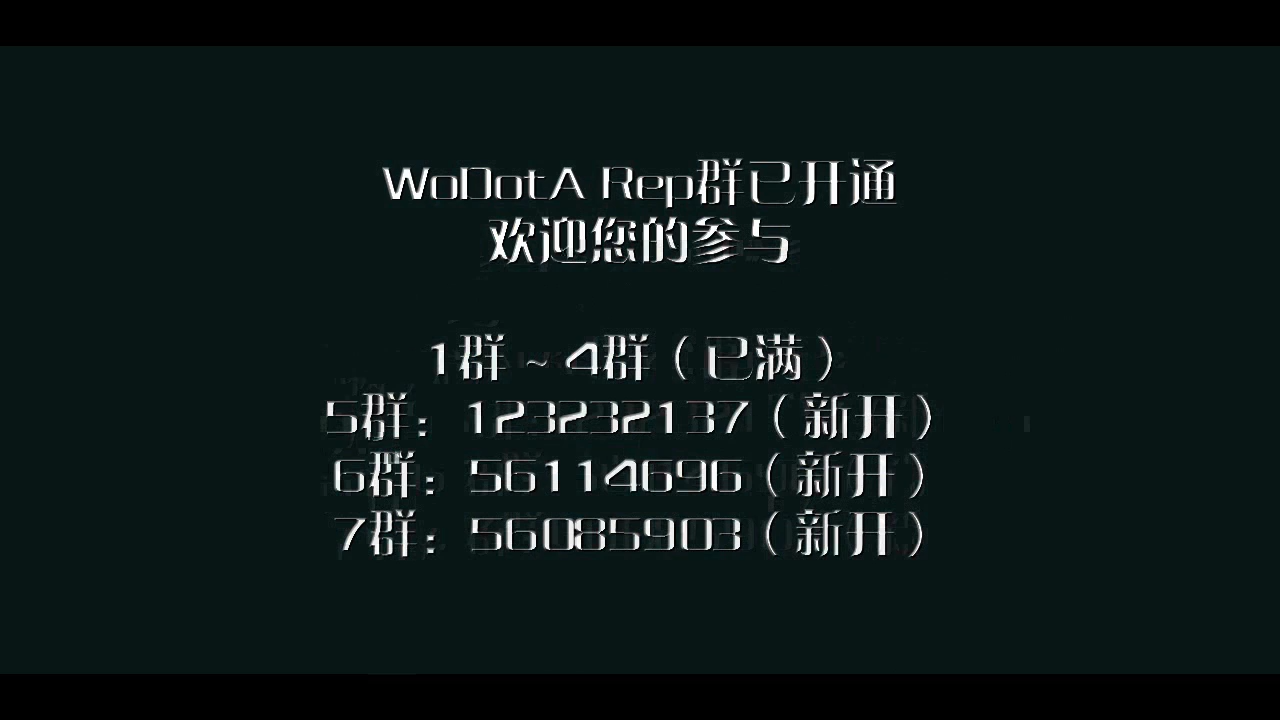 WoDotA Rep群已开通
欢迎您的参与
1群 ~ 4群（已满）
5群：123232137（新开）
6群：56114696（新开）
7群：56085903（新开）